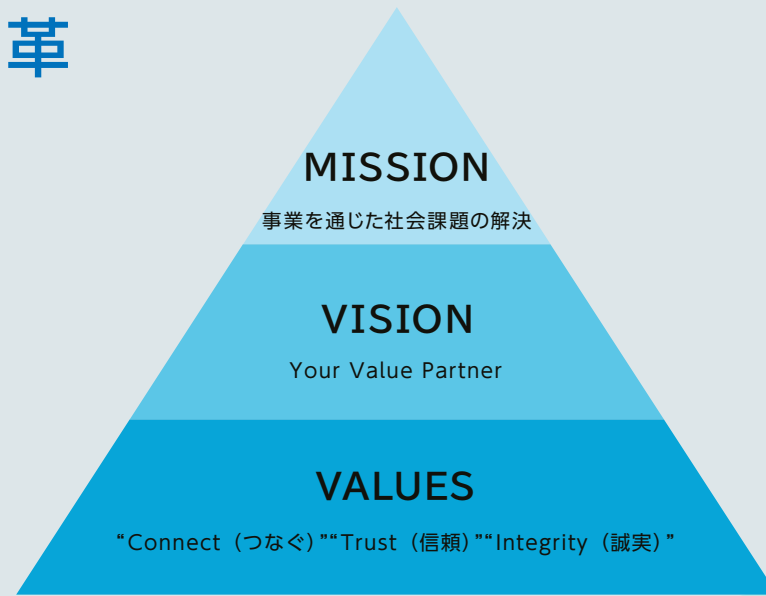 革
MISSION
事業を通じた社会課題の解決
VISION
Your Value Partner
VALUES
“Connect（つなぐ）”“Trust（信頼）”“Integrity（誠実）”